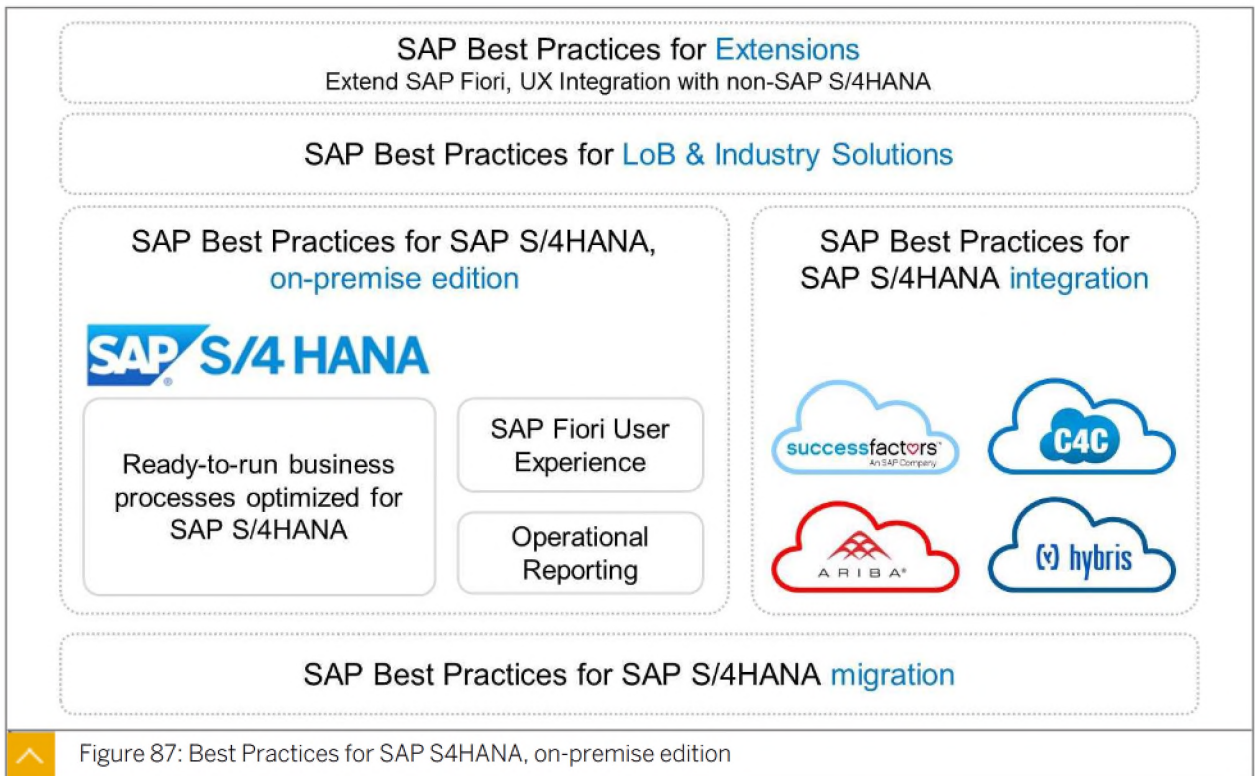 SAP Best Practices for Extensions
Extend SAP Fiori, UX Integration with non-SAP S/4HANA
SAP Best Practices for LoB & Industry Solutions
SAP Best Practices for SAP S/4HANA,
on-premise edition
SAP® S/4 HANA
Ready-to-run business
processes optimized for
SAP S/4HANA
SAP Fiori User
Experience
Operational
Reporting
SAP Best Practices for
SAP S/4HANA integration
successfactors™
An SAP Company
C4C
ARIBA®
(y) hybris
SAP Best Practices for SAP S/4HANA migration
Figure 87: Best Practices for SAP S4HANA, on-premise edition